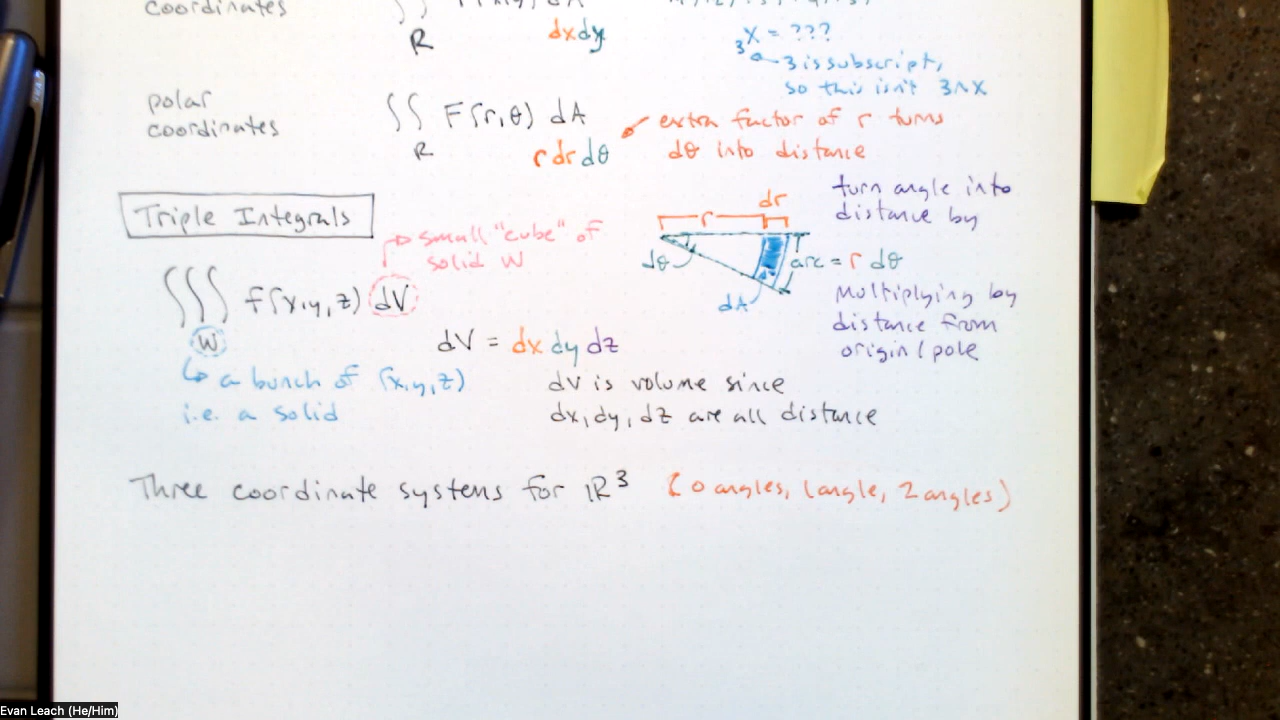 coordinates
R
dxdy
₃X = ???
3 is subscript,
so this isn't 3^X
polar
coordinates
∫∫ F(r,θ) dA
R
r dr dθ
extra factor of r turns
dθ into distance
Triple Integrals
small "cube" of
solid W
∫∫∫ f(x,y,z) dV
W
a bunch of (x,y,z)
i.e. a solid
dV = dx dy dz
dV is volume since
dx, dy, dz are all distance
r
dr
dθ
dA
arc = r dθ
turn angle into
distance by
Multiplying by
distance from
origin / pole
Three coordinate systems for ℝ³ (0 angles, 1 angle, 2 angles)
Evan Leach (He/Him)